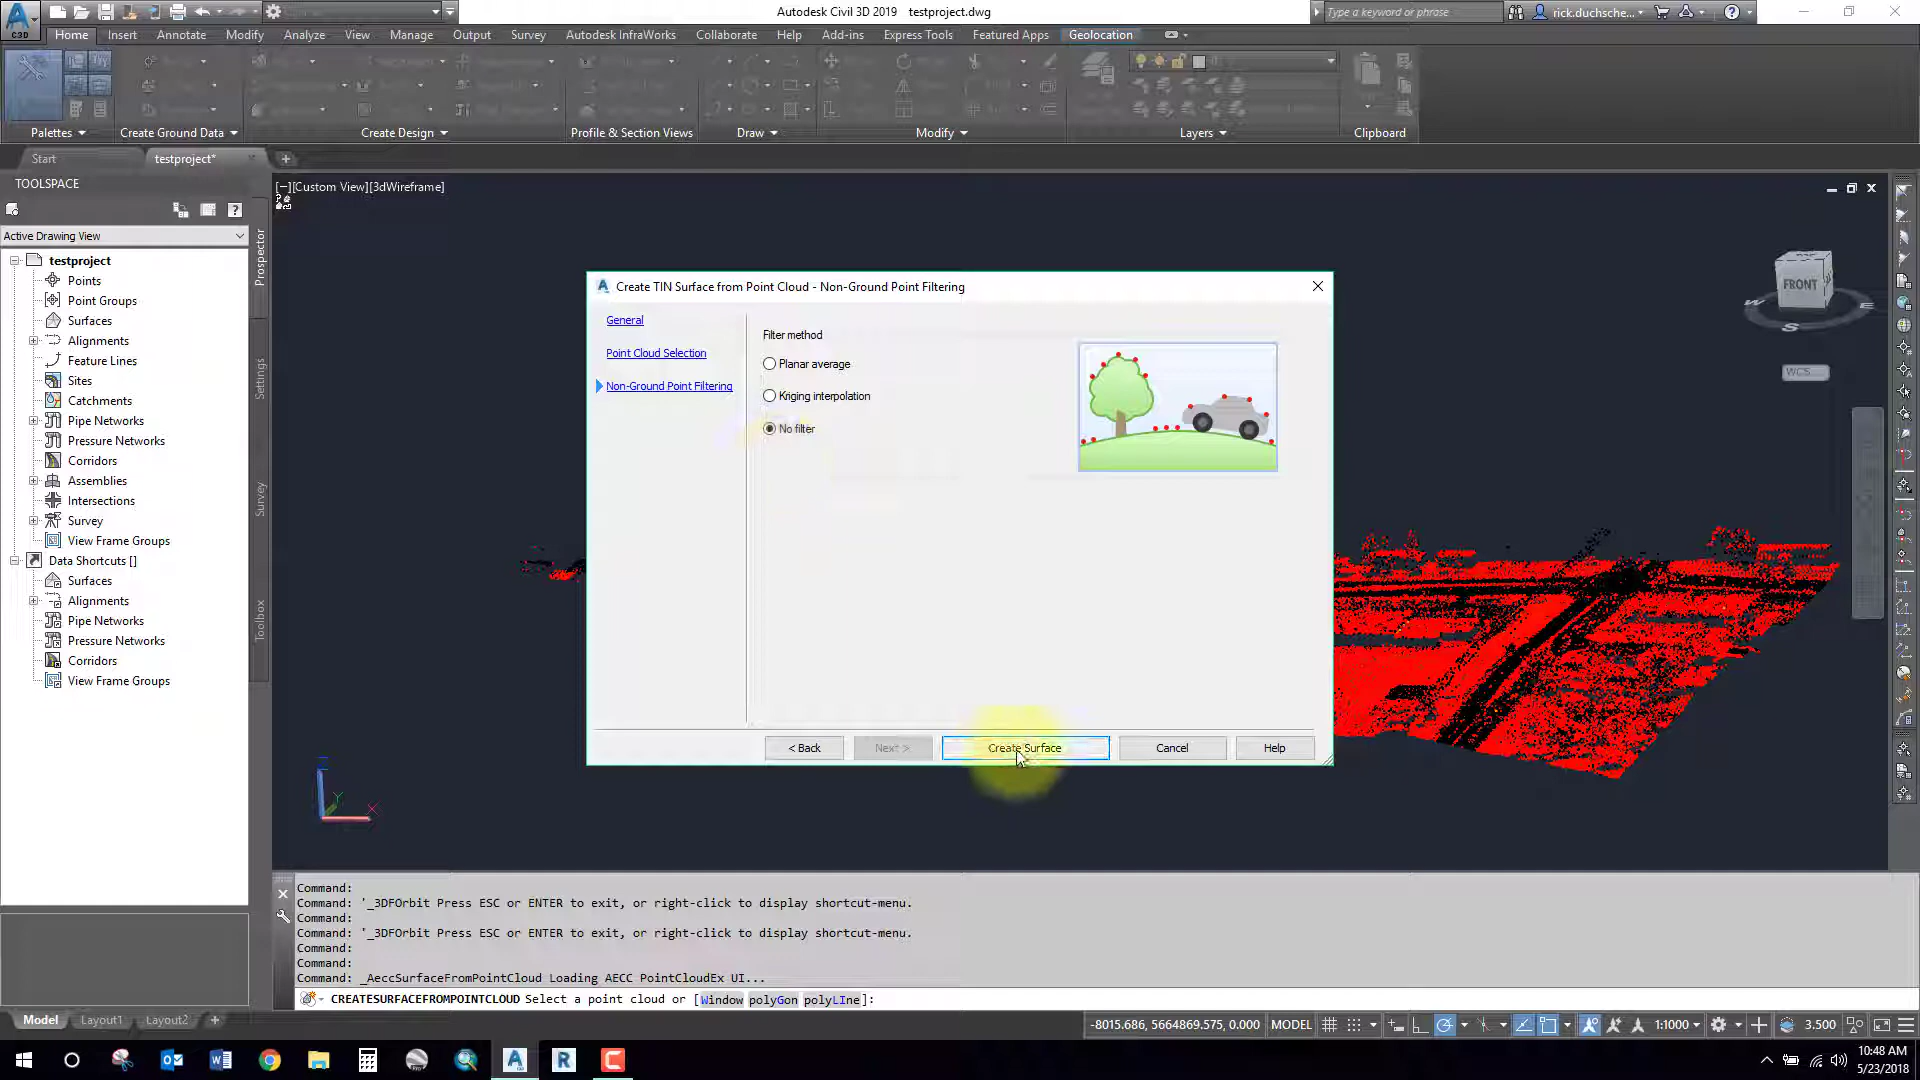 Autodesk Civil 3D 2019 testproject.dwg
Type a keyword or phrase
rick.duchsche...
C3D
Home Insert Annotate Modify Analyze View Manage Output Survey Autodesk InfraWorks Collaborate Help Add-ins Express Tools Featured Apps Geolocation
Palettes Create Ground Data Create Design Profile & Section Views Draw Modify Layers Clipboard
Start testproject*
TOOLSPACE
[−][Custom View][3dWireframe]
Active Drawing View
Prospector
Settings
Survey
Toolbox
testproject
Points
Point Groups
Surfaces
Alignments
Feature Lines
Sites
Catchments
Pipe Networks
Pressure Networks
Corridors
Assemblies
Intersections
Survey
View Frame Groups
Data Shortcuts []
Surfaces
Alignments
Pipe Networks
Pressure Networks
Corridors
View Frame Groups
Create TIN Surface from Point Cloud - Non-Ground Point Filtering
General
Point Cloud Selection
Non-Ground Point Filtering
Filter method
Planar average
Kriging interpolation
No filter
< Back Next > Create Surface Cancel Help
FRONT
W S E
WCS
Z
Y
X
Command:
Command: '_3DFOrbit Press ESC or ENTER to exit, or right-click to display shortcut-menu.
Command:
Command: '_3DFOrbit Press ESC or ENTER to exit, or right-click to display shortcut-menu.
Command:
Command:
Command: _AeccSurfaceFromPointCloud Loading AECC PointCloudEx UI...
CREATESURFACEFROMPOINTCLOUD Select a point cloud or [Window polyGon polyLIne]:
Model Layout1 Layout2
-8015.686, 5664869.575, 0.000 MODEL 1:1000 3.500
10:48 AM
5/23/2018